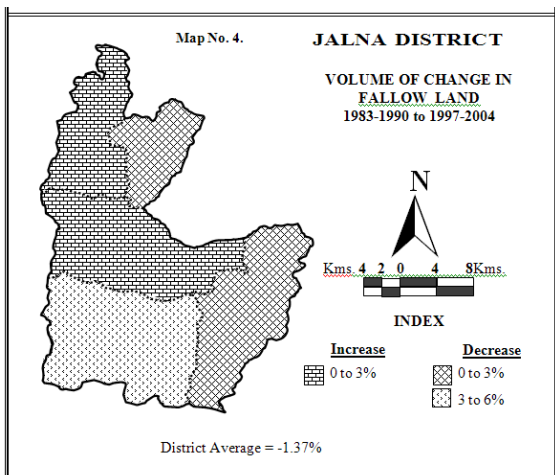 Map No. 4.
JALNA DISTRICT
VOLUME OF CHANGE IN
FALLOW LAND
1983-1990 to 1997-2004
N
Kms. 4 2 0 4 8Kms.
INDEX
Increase Decrease
0 to 3% 0 to 3%
3 to 6%
District Average = -1.37%